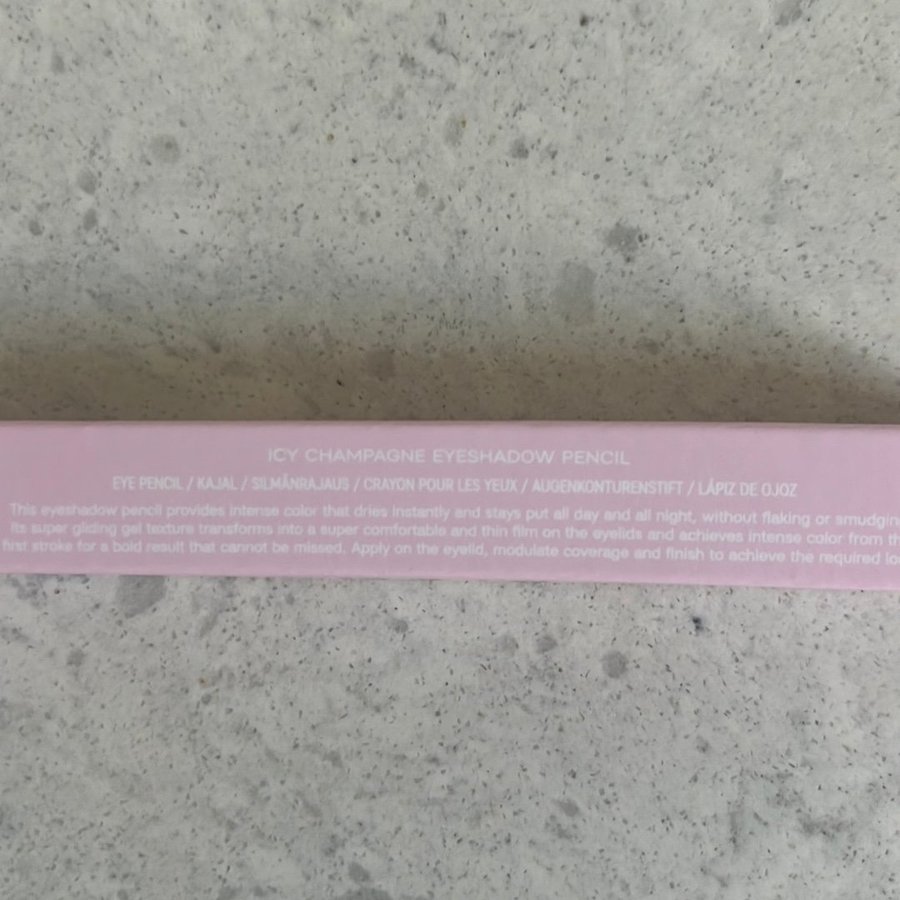 ICY CHAMPAGNE EYESHADOW PENCIL
EYE PENCIL / KAJAL / SILMÄNRAJAUS / CRAYON POUR LES YEUX / AUGENKONTURENSTIFT / LÁPIZ DE OJOZ
This eyeshadow pencil provides intense color that dries instantly and stays put all day and all night, without flaking or smudgin
Its super gliding gel texture transforms into a super comfortable and thin film on the eyelids and achieves intense color from th
first stroke for a bold result that cannot be missed. Apply on the eyelid, modulate coverage and finish to achieve the required lo